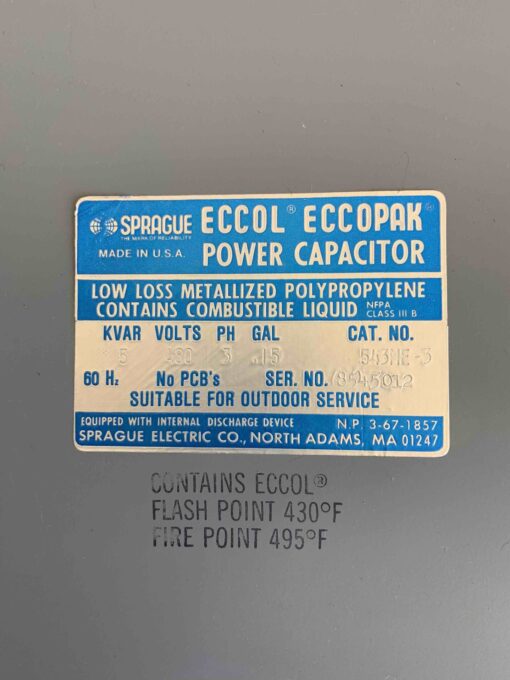 SPRAGUE ECCOL® ECCOPAK®
THE MARK OF RELIABILITY
MADE IN U.S.A. POWER CAPACITOR
LOW LOSS METALLIZED POLYPROPYLENE
CONTAINS COMBUSTIBLE LIQUID NFPA CLASS III B
KVAR VOLTS PH GAL CAT. NO.
5 480 3 .15 543ME-3
60 Hz No PCB's SER. NO. 8545012
SUITABLE FOR OUTDOOR SERVICE
EQUIPPED WITH INTERNAL DISCHARGE DEVICE N.P. 3-67-1857
SPRAGUE ELECTRIC CO., NORTH ADAMS, MA 01247
CONTAINS ECCOL®
FLASH POINT 430°F
FIRE POINT 495°F